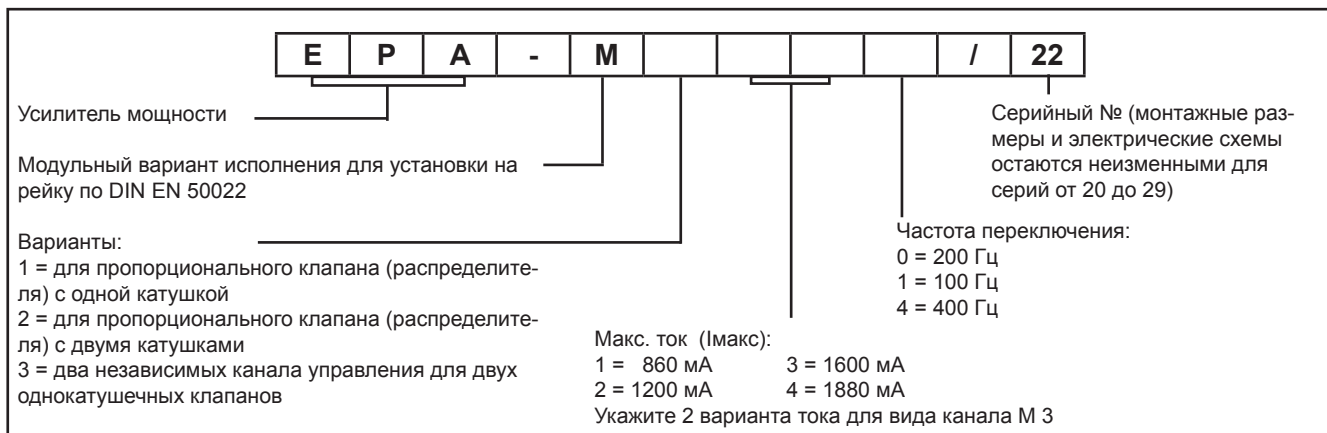 E P A - M / 22
Усилитель мощности
Модульный вариант исполнения для установки на
рейку по DIN EN 50022
Варианты:
1 = для пропорционального клапана (распределите-
ля) с одной катушкой
2 = для пропорционального клапана (распределите-
ля) с двумя катушками
3 = два независимых канала управления для двух
однокатушечных клапанов
Макс. ток (Iмакс):
1 = 860 мА 3 = 1600 мА
2 = 1200 мА 4 = 1880 мА
Укажите 2 варианта тока для вида канала М 3
Частота переключения:
0 = 200 Гц
1 = 100 Гц
4 = 400 Гц
Серийный № (монтажные раз-
меры и электрические схемы
остаются неизменными для
серий от 20 до 29)